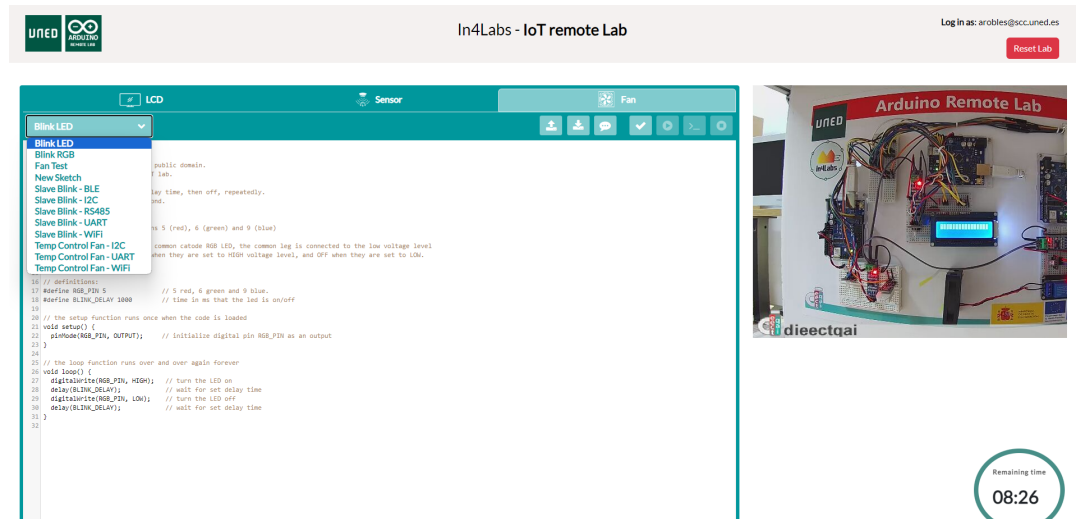 UNED
ARDUINO
REMOTE LAB
In4Labs - IoT remote Lab
Log in as: arobles@scc.uned.es
Reset Lab
LCD
Sensor
Fan
Blink LED
Blink LED
Blink RGB
Fan Test
New Sketch
Slave Blink - BLE
Slave Blink - I2C
Slave Blink - RS485
Slave Blink - UART
Slave Blink - WiFi
Temp Control Fan - I2C
Temp Control Fan - UART
Temp Control Fan - WiFi
public domain.
lab.
lay time, then off, repeatedly.
ond.
ns 5 (red), 6 (green) and 9 (blue)
common catode RGB LED, the common leg is connected to the low voltage level
when they are set to HIGH voltage level, and OFF when they are set to LOW.
16 // definitions:
17 #define RGB_PIN 5 // 5 red, 6 green and 9 blue.
18 #define BLINK_DELAY 1000 // time in ms that the led is on/off
19
20 // the setup function runs once when the code is loaded
21 void setup() {
22 pinMode(RGB_PIN, OUTPUT); // initialize digital pin RGB_PIN as an output
23 }
24
25 // the loop function runs over and over again forever
26 void loop() {
27 digitalWrite(RGB_PIN, HIGH); // turn the LED on
28 delay(BLINK_DELAY); // wait for set delay time
29 digitalWrite(RGB_PIN, LOW); // turn the LED off
30 delay(BLINK_DELAY); // wait for set delay time
31 }
32
Arduino Remote Lab
UNED
In4Labs
dieectqai
Remaining time
08:26